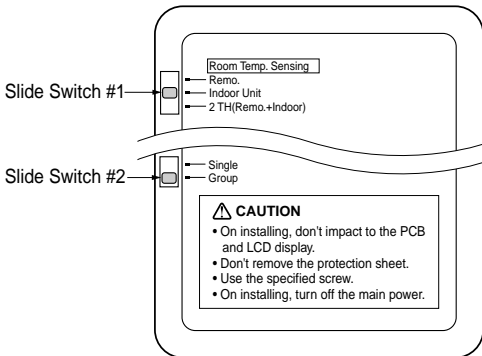 Room Temp. Sensing
Remo.
Slide Switch #1
Indoor Unit
2 TH(Remo.+Indoor)
Single
Slide Switch #2
Group
CAUTION
• On installing, don't impact to the PCB
and LCD display.
• Don't remove the protection sheet.
• Use the specified screw.
• On installing, turn off the main power.